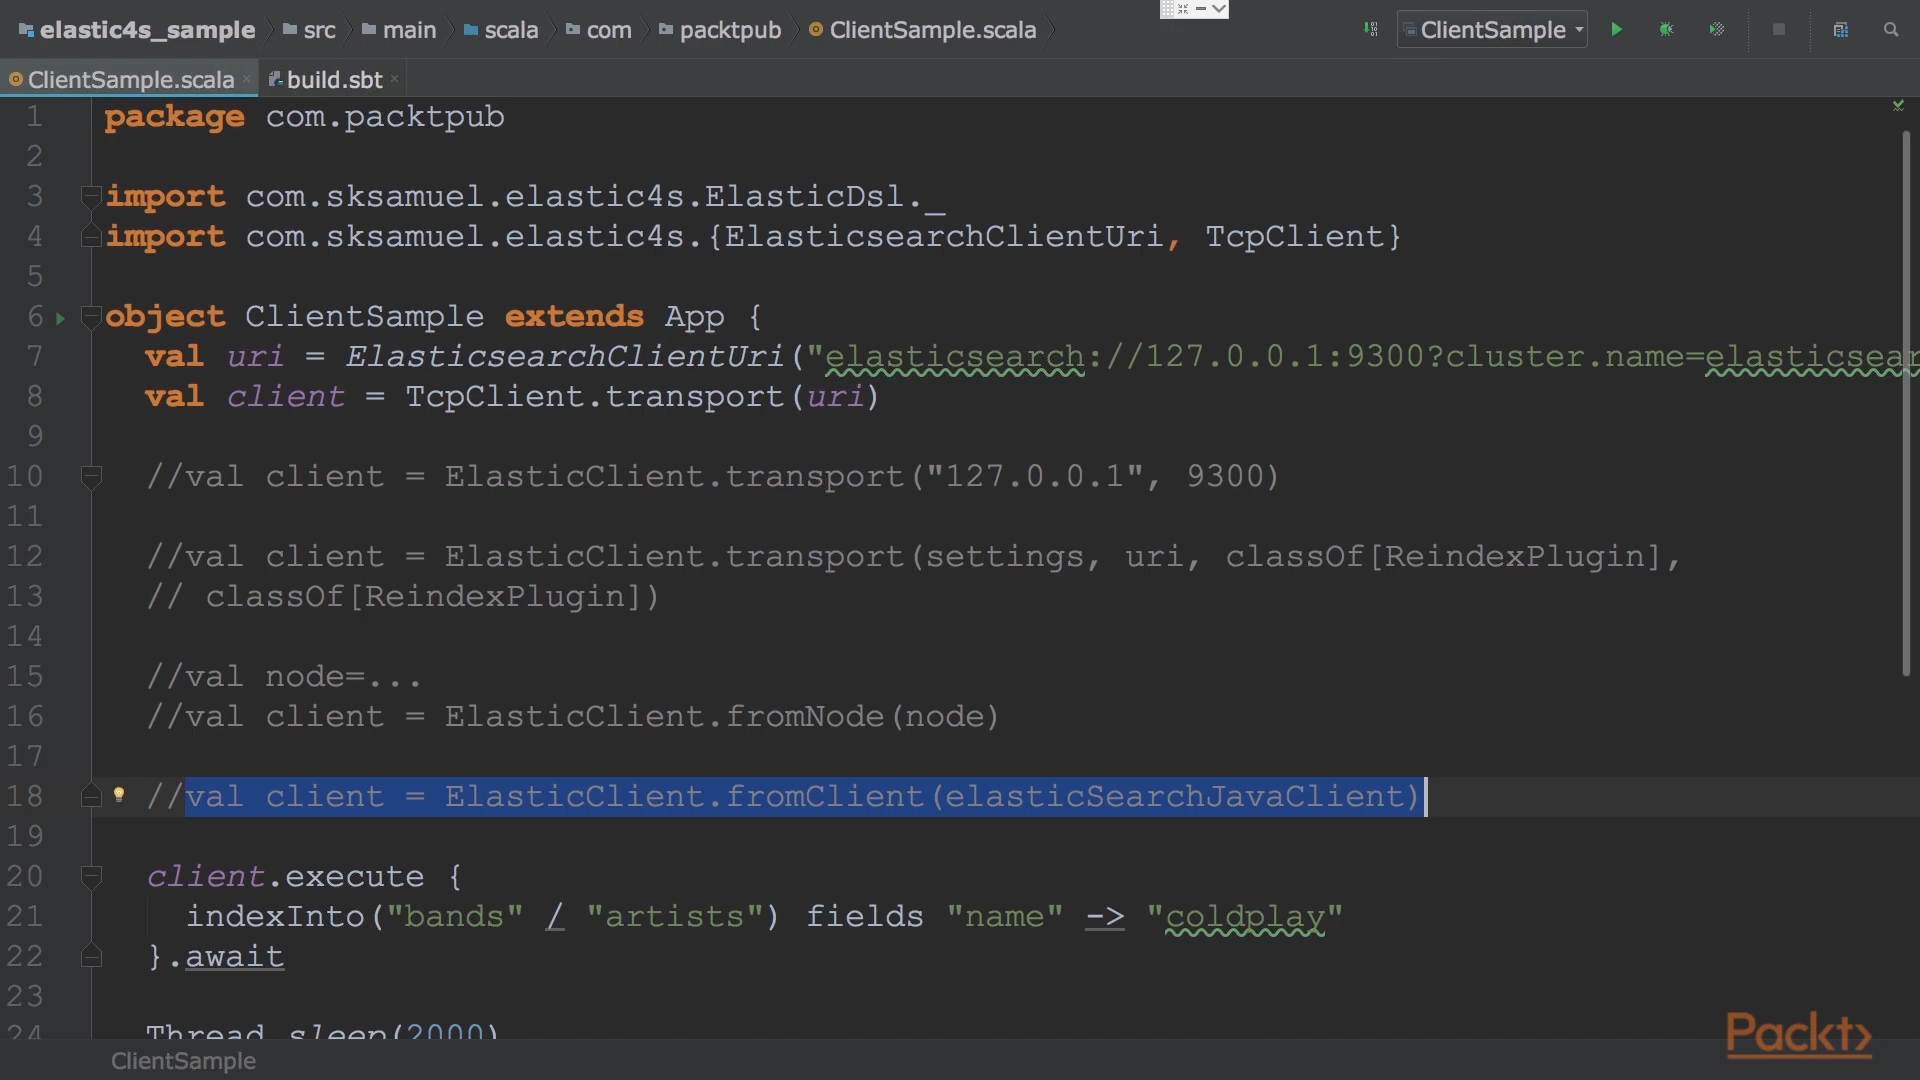 elastic4s_sample src main scala com packtpub ClientSample.scala ClientSample
ClientSample.scala build.sbt
1 package com.packtpub
2
3 import com.sksamuel.elastic4s.ElasticDsl._
4 import com.sksamuel.elastic4s.{ElasticsearchClientUri, TcpClient}
5
6 object ClientSample extends App {
7 val uri = ElasticsearchClientUri("elasticsearch://127.0.0.1:9300?cluster.name=elasticsear
8 val client = TcpClient.transport(uri)
9
10 //val client = ElasticClient.transport("127.0.0.1", 9300)
11
12 //val client = ElasticClient.transport(settings, uri, classOf[ReindexPlugin],
13 // classOf[ReindexPlugin])
14
15 //val node=...
16 //val client = ElasticClient.fromNode(node)
17
18 //val client = ElasticClient.fromClient(elasticSearchJavaClient)
19
20 client.execute {
21 indexInto("bands" / "artists") fields "name" -> "coldplay"
22 }.await
23
24 Thread.sleep(2000)
Packt>
ClientSample